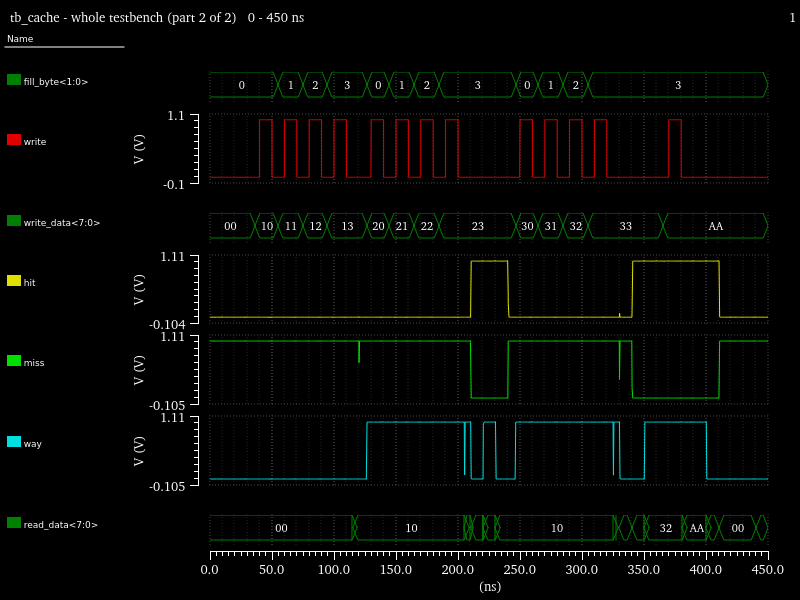 tb_cache - whole testbench (part 2 of 2)   0 - 450 ns 1
Name
fill_byte<1:0> 0 1 2 3 0 1 2 3 0 1 2 3
1.1
write V (V)
-0.1
write_data<7:0> 00 10 11 12 13 20 21 22 23 30 31 32 33 AA
1.11
hit V (V)
-0.104
1.11
miss V (V)
-0.105
1.11
way V (V)
-0.105
read_data<7:0> 00 10 10 32 AA 00
0.0 50.0 100.0 150.0 200.0 250.0 300.0 350.0 400.0 450.0
(ns)